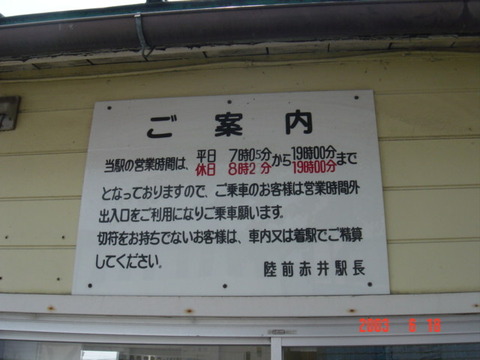 ご案内
当駅の営業時間は、平日 7時05分から19時00分まで
休日 8時2 分 19時00分
となっておりますので、ご乗車のお客様は営業時間外
出入口をご利用になりご乗車願います。
切符をお持ちでないお客様は、車内又は着駅でご精算
してください。
陸前赤井駅長